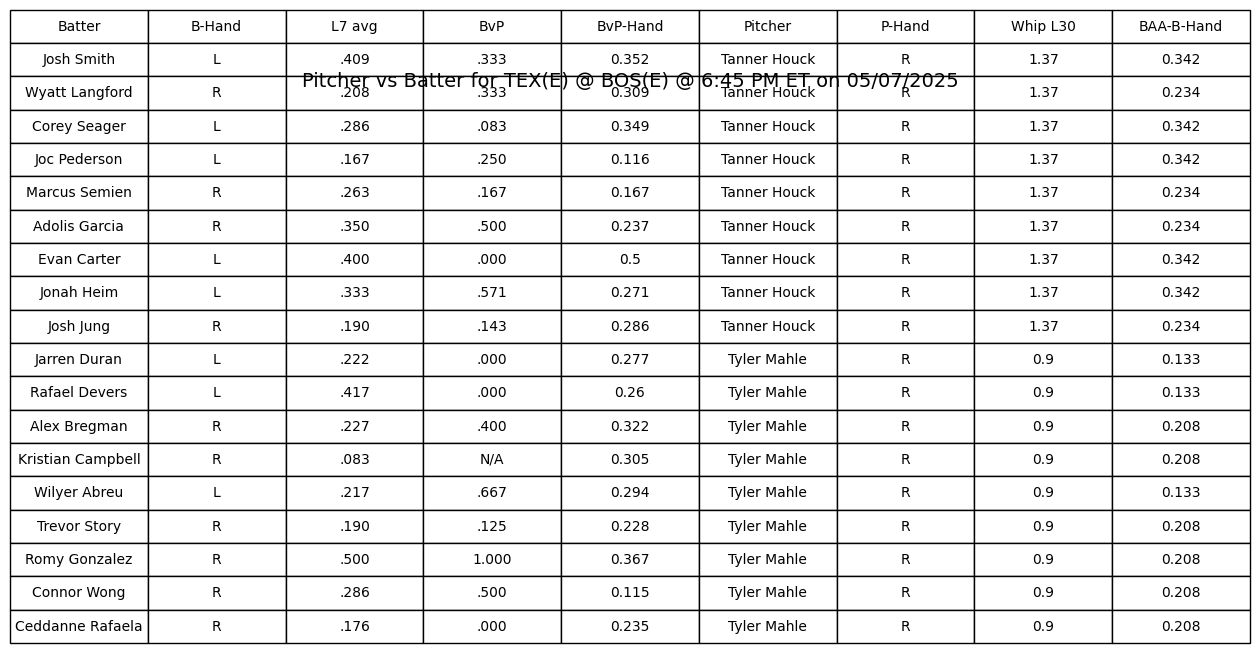 Batter B-Hand L7 avg BvP BvP-Hand Pitcher P-Hand Whip L30 BAA-B-Hand
Josh Smith L .409 .333 0.352 Tanner Houck R 1.37 0.342
Pitcher vs Batter for TEX(E) @ BOS(E) @ 6:45 PM ET on 05/07/2025
Wyatt Langford R .208 .333 0.309 Tanner Houck R 1.37 0.234
Corey Seager L .286 .083 0.349 Tanner Houck R 1.37 0.342
Joc Pederson L .167 .250 0.116 Tanner Houck R 1.37 0.342
Marcus Semien R .263 .167 0.167 Tanner Houck R 1.37 0.234
Adolis Garcia R .350 .500 0.237 Tanner Houck R 1.37 0.234
Evan Carter L .400 .000 0.5 Tanner Houck R 1.37 0.342
Jonah Heim L .333 .571 0.271 Tanner Houck R 1.37 0.342
Josh Jung R .190 .143 0.286 Tanner Houck R 1.37 0.234
Jarren Duran L .222 .000 0.277 Tyler Mahle R 0.9 0.133
Rafael Devers L .417 .000 0.26 Tyler Mahle R 0.9 0.133
Alex Bregman R .227 .400 0.322 Tyler Mahle R 0.9 0.208
Kristian Campbell R .083 N/A 0.305 Tyler Mahle R 0.9 0.208
Wilyer Abreu L .217 .667 0.294 Tyler Mahle R 0.9 0.133
Trevor Story R .190 .125 0.228 Tyler Mahle R 0.9 0.208
Romy Gonzalez R .500 1.000 0.367 Tyler Mahle R 0.9 0.208
Connor Wong R .286 .500 0.115 Tyler Mahle R 0.9 0.208
Ceddanne Rafaela R .176 .000 0.235 Tyler Mahle R 0.9 0.208